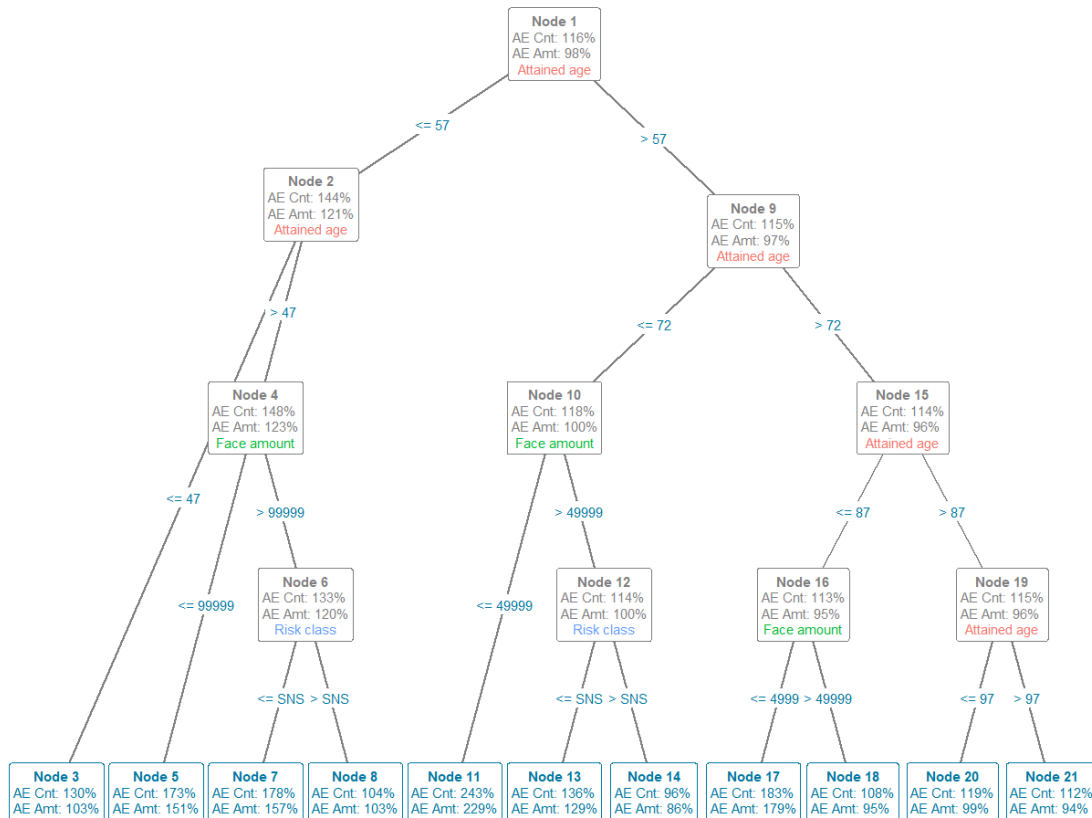 Node 1
AE Cnt: 116%
AE Amt: 98%
Attained age
<= 57
> 57
Node 2
AE Cnt: 144%
AE Amt: 121%
Attained age
Node 9
AE Cnt: 115%
AE Amt: 97%
Attained age
> 47
<= 72
> 72
Node 4
AE Cnt: 148%
AE Amt: 123%
Face amount
Node 10
AE Cnt: 118%
AE Amt: 100%
Face amount
Node 15
AE Cnt: 114%
AE Amt: 96%
Attained age
<= 47
> 99999
> 49999
<= 87
> 87
Node 6
AE Cnt: 133%
AE Amt: 120%
Risk class
Node 12
AE Cnt: 114%
AE Amt: 100%
Risk class
Node 16
AE Cnt: 113%
AE Amt: 95%
Face amount
Node 19
AE Cnt: 115%
AE Amt: 96%
Attained age
<= 99999
<= 49999
<= SNS
> SNS
<= SNS
> SNS
<= 4999
> 49999
<= 97
> 97
Node 3
AE Cnt: 130%
AE Amt: 103%
Node 5
AE Cnt: 173%
AE Amt: 151%
Node 7
AE Cnt: 178%
AE Amt: 157%
Node 8
AE Cnt: 104%
AE Amt: 103%
Node 11
AE Cnt: 243%
AE Amt: 229%
Node 13
AE Cnt: 136%
AE Amt: 129%
Node 14
AE Cnt: 96%
AE Amt: 86%
Node 17
AE Cnt: 183%
AE Amt: 179%
Node 18
AE Cnt: 108%
AE Amt: 95%
Node 20
AE Cnt: 119%
AE Amt: 99%
Node 21
AE Cnt: 112%
AE Amt: 94%